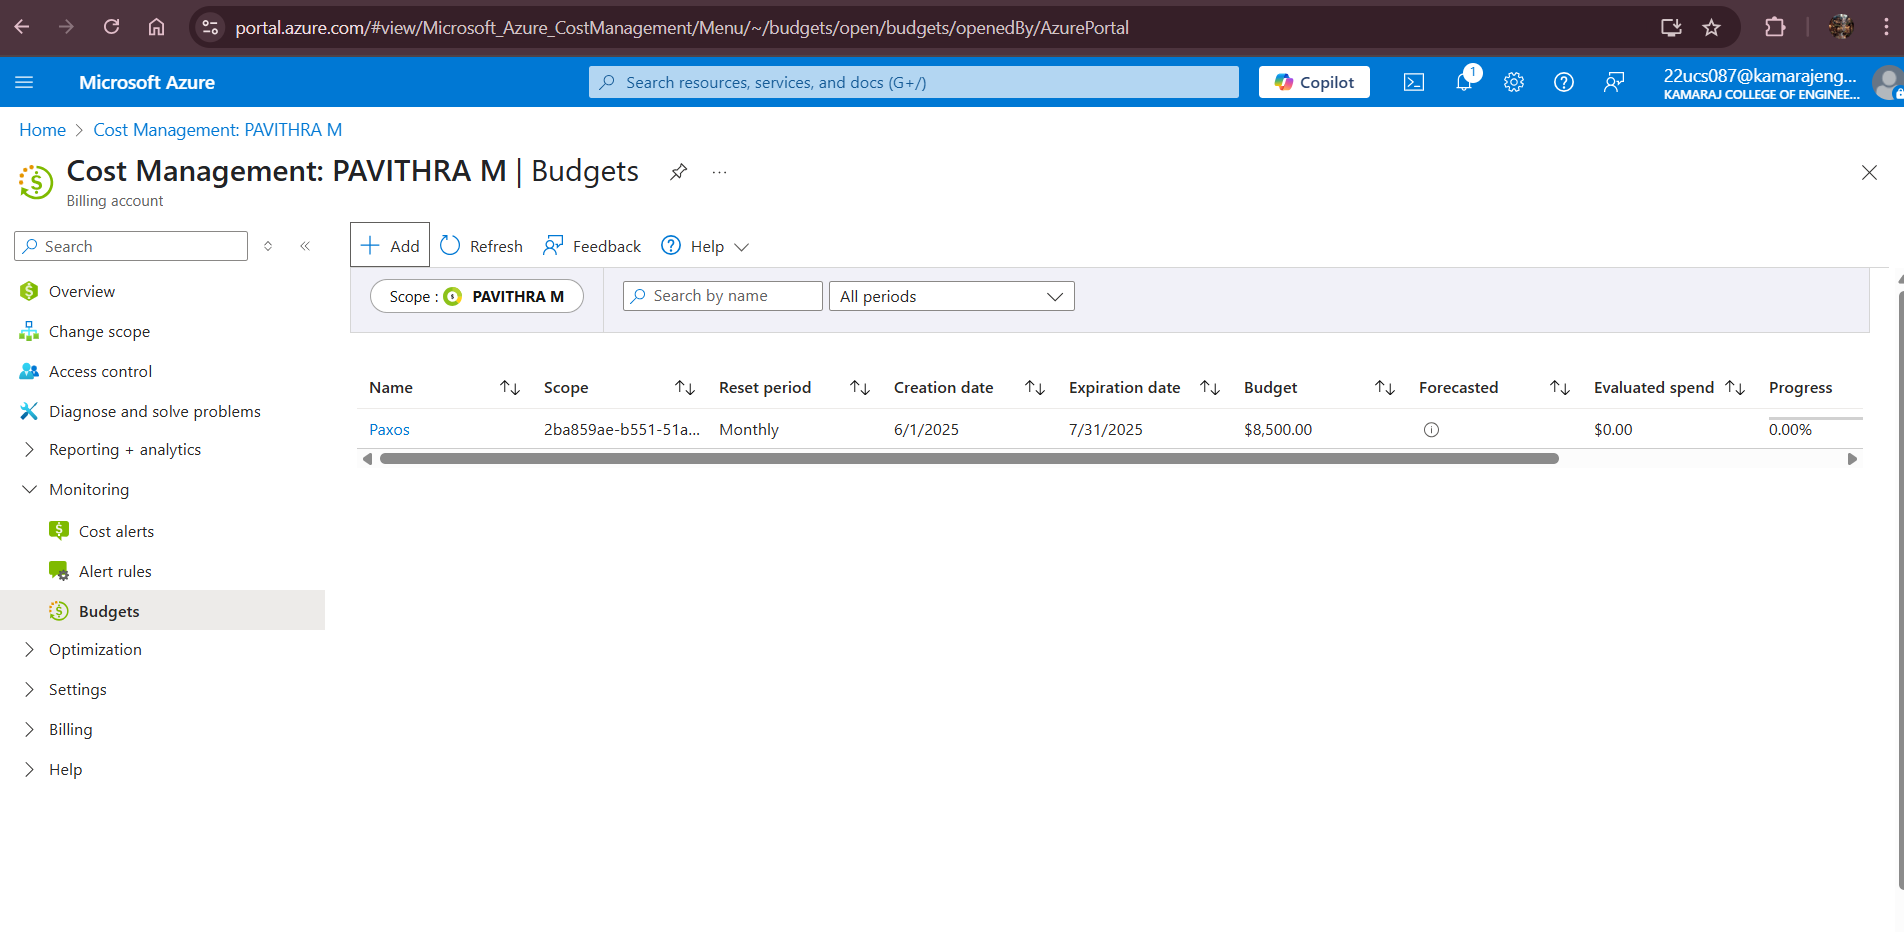 portal.azure.com/#view/Microsoft_Azure_CostManagement/Menu/~/budgets/open/budgets/openedBy/AzurePortal
Microsoft Azure
Search resources, services, and docs (G+/)
Copilot
1
22ucs087@kamarajeng...
KAMARAJ COLLEGE OF ENGINEE...
Home > Cost Management: PAVITHRA M
Cost Management: PAVITHRA M | Budgets
...
Billing account
Search
Add
Refresh
Feedback
Help
Overview
Change scope
Access control
Diagnose and solve problems
Reporting + analytics
Monitoring
Cost alerts
Alert rules
Budgets
Optimization
Settings
Billing
Help
Scope : PAVITHRA M
Search by name
All periods
Name Scope Reset period Creation date Expiration date Budget Forecasted Evaluated spend Progress
Paxos 2ba859ae-b551-51a... Monthly 6/1/2025 7/31/2025 $8,500.00 $0.00 0.00%